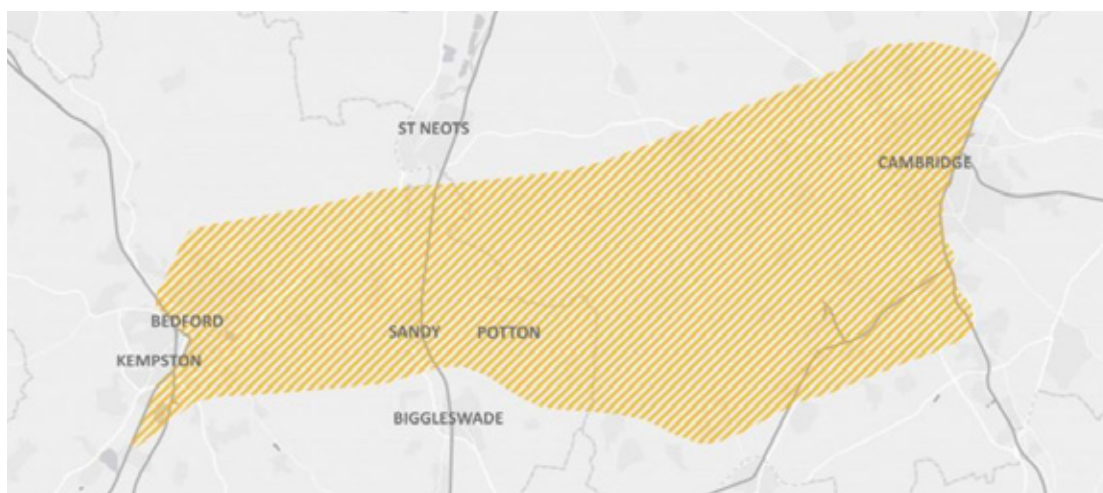 ST NEOTS
CAMBRIDGE
BEDFORD
SANDY
POTTON
KEMPSTON
BIGGLESWADE